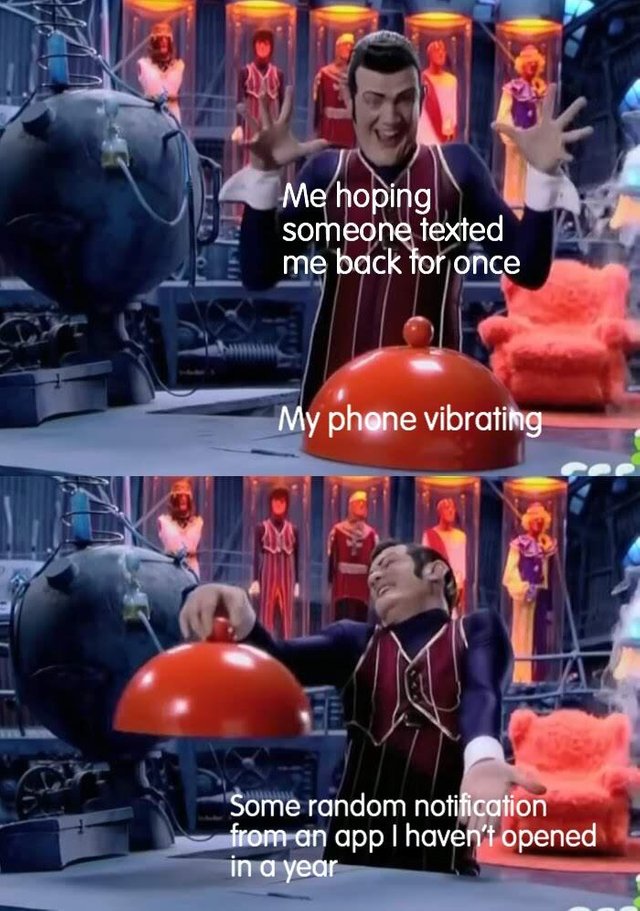 Me hoping
someone texted
me back for once
My phone vibrating
Some random notification
from an app I haven't opened
in a year